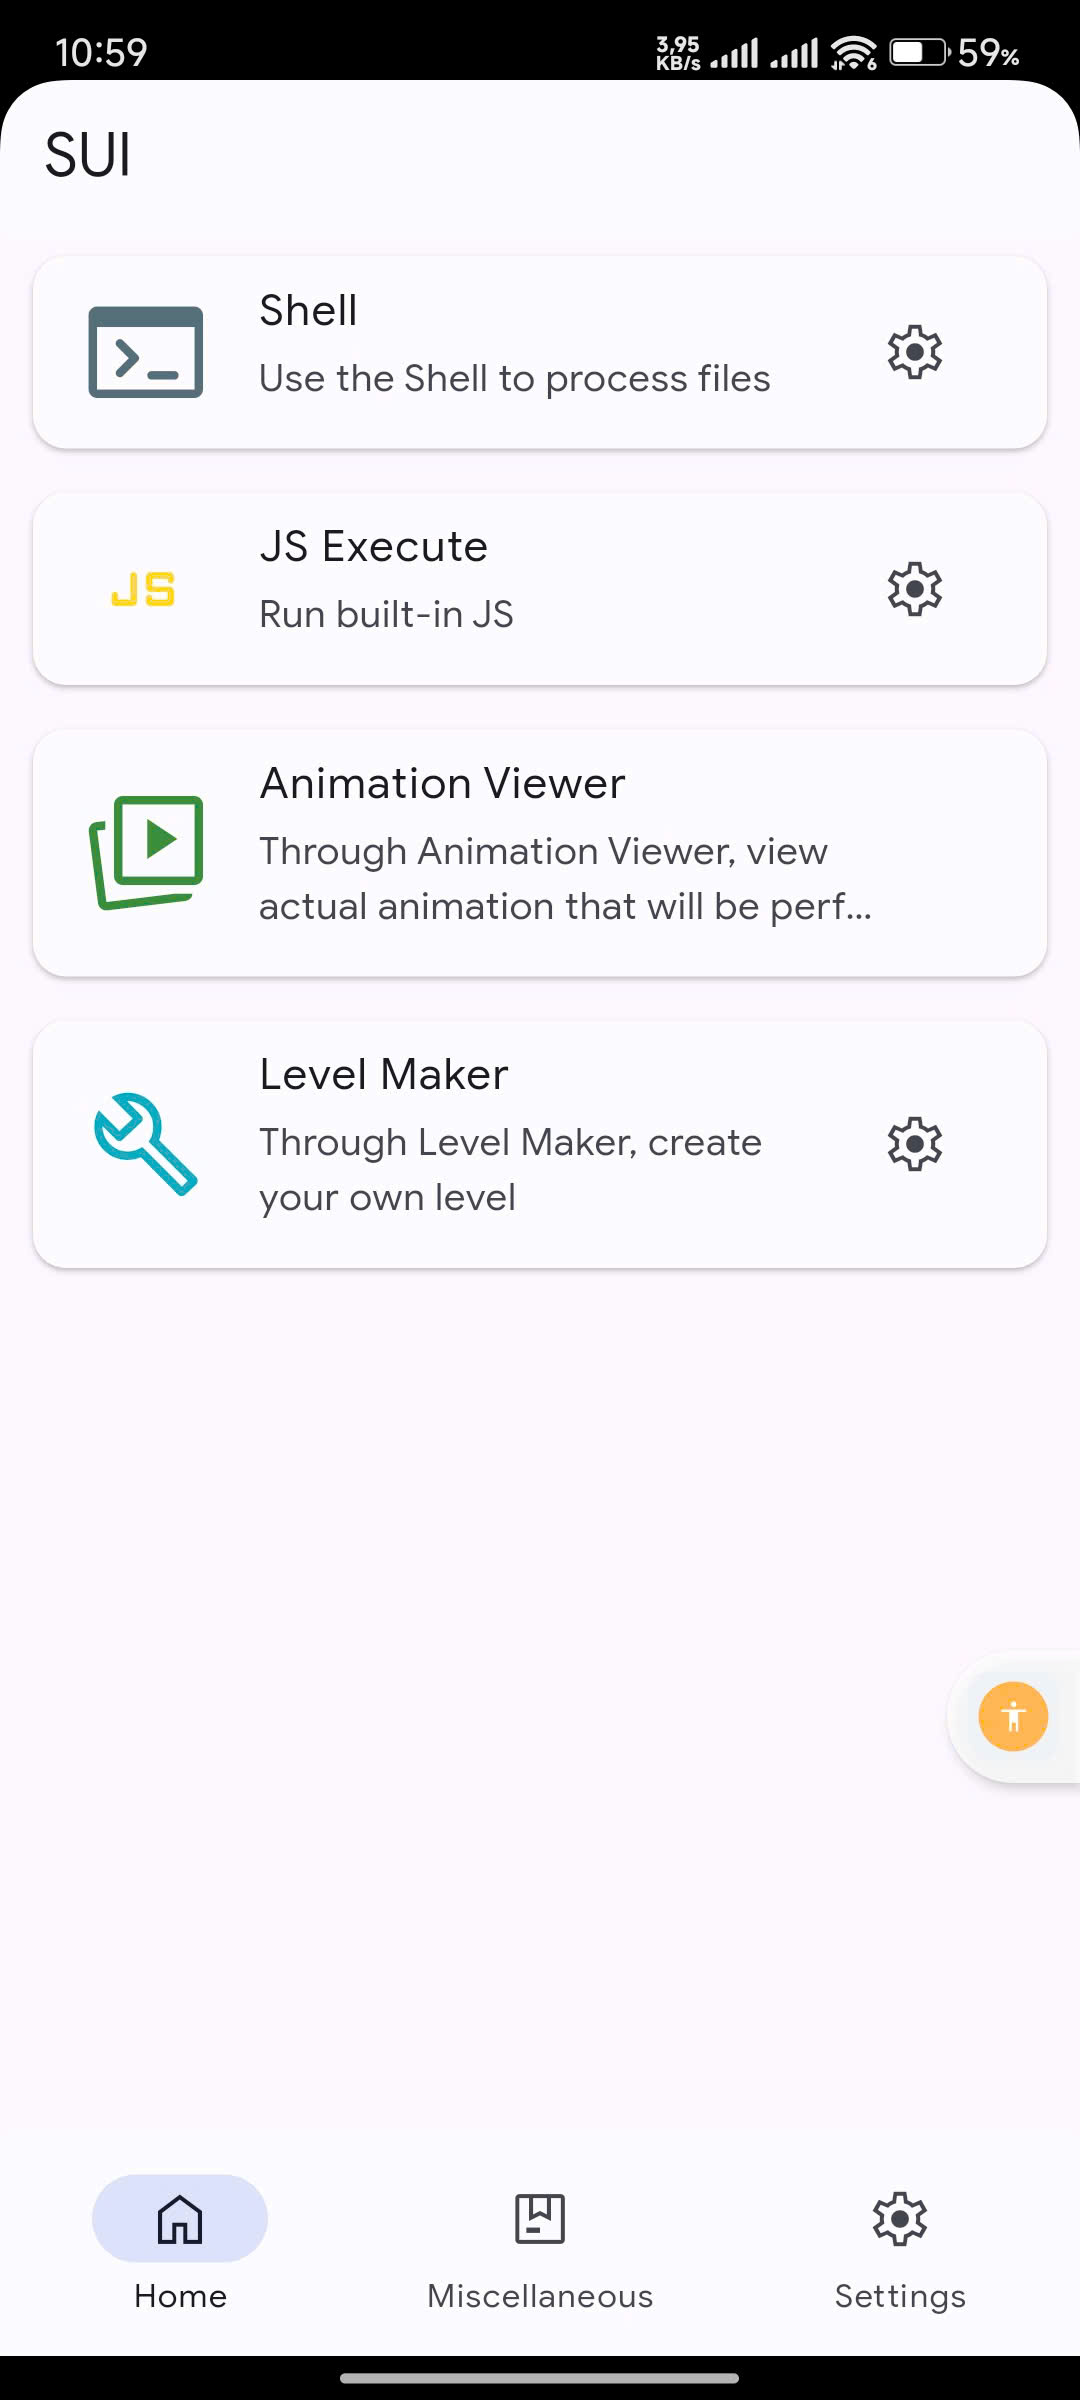 10:59
3,95
KB/s
6
59%
SUI
Shell
Use the Shell to process files
JS
JS Execute
Run built-in JS
Animation Viewer
Through Animation Viewer, view
actual animation that will be perf...
Level Maker
Through Level Maker, create
your own level
Home
Miscellaneous
Settings